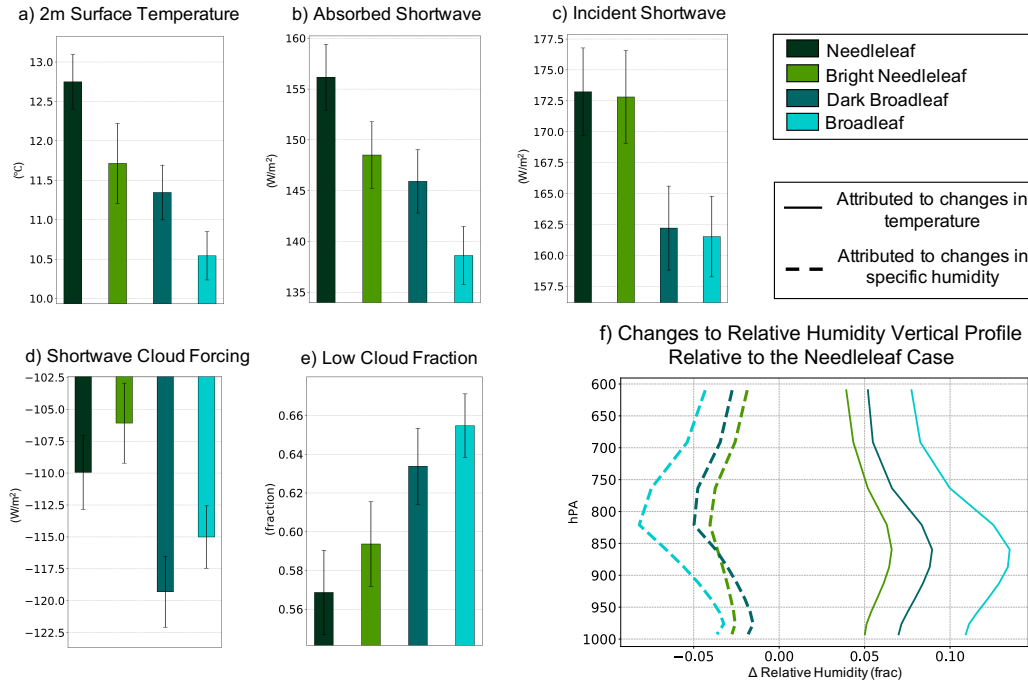 a) 2m Surface Temperature
13.0
12.5
12.0
11.5
11.0
10.5
10.0
(°C)
b) Absorbed Shortwave
160
155
150
145
140
135
(W/m²)
c) Incident Shortwave
177.5
175.0
172.5
170.0
167.5
165.0
162.5
160.0
157.5
(W/m²)
Needleleaf
Bright Needleleaf
Dark Broadleaf
Broadleaf
Attributed to changes in
temperature
Attributed to changes in
specific humidity
d) Shortwave Cloud Forcing
−102.5
−105.0
−107.5
−110.0
−112.5
−115.0
−117.5
−120.0
−122.5
(W/m²)
e) Low Cloud Fraction
0.66
0.64
0.62
0.60
0.58
0.56
(fraction)
f) Changes to Relative Humidity Vertical Profile
Relative to the Needleleaf Case
600
650
700
750
800
850
900
950
1000
hPA
−0.05 0.00 0.05 0.10
Δ Relative Humidity (frac)